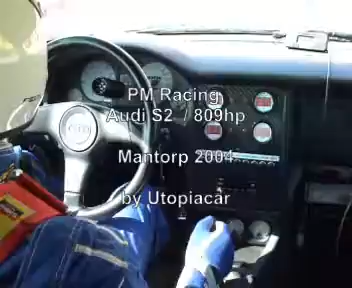 PM Racing
Audi S2 / 809hp
Mantorp 2004
by Utopiacar